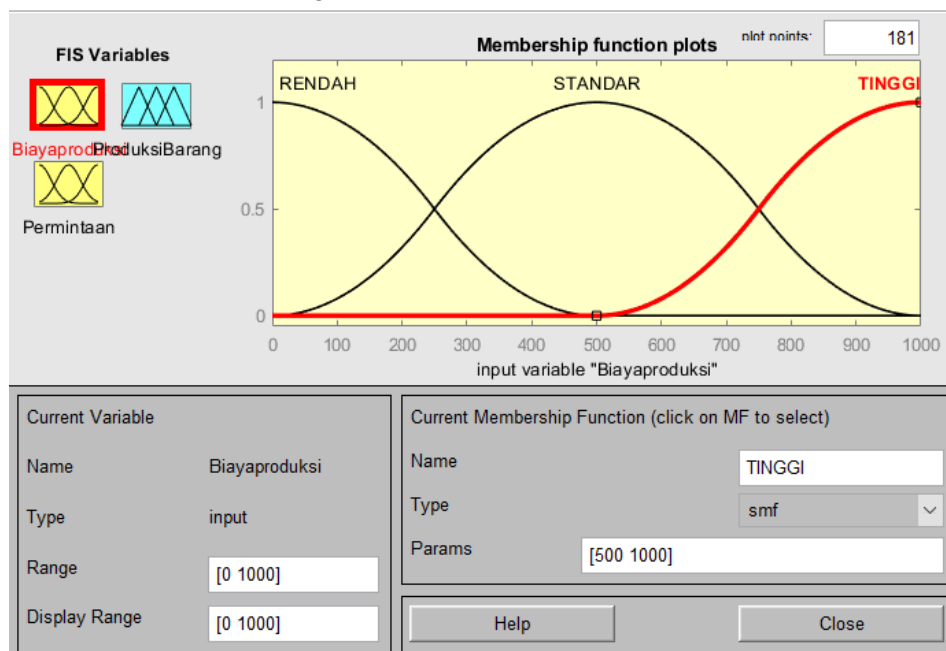 FIS Variables
Membership function plots
plot points:
181
RENDAH
STANDAR
TINGGI
Biayaproduksi
ProduksiBarang
Permintaan
1
0.5
0
0 100 200 300 400 500 600 700 800 900 1000
input variable "Biayaproduksi"
Current Variable
Name Biayaproduksi
Type input
Range [0 1000]
Display Range [0 1000]
Current Membership Function (click on MF to select)
Name TINGGI
Type smf
Params [500 1000]
Help
Close